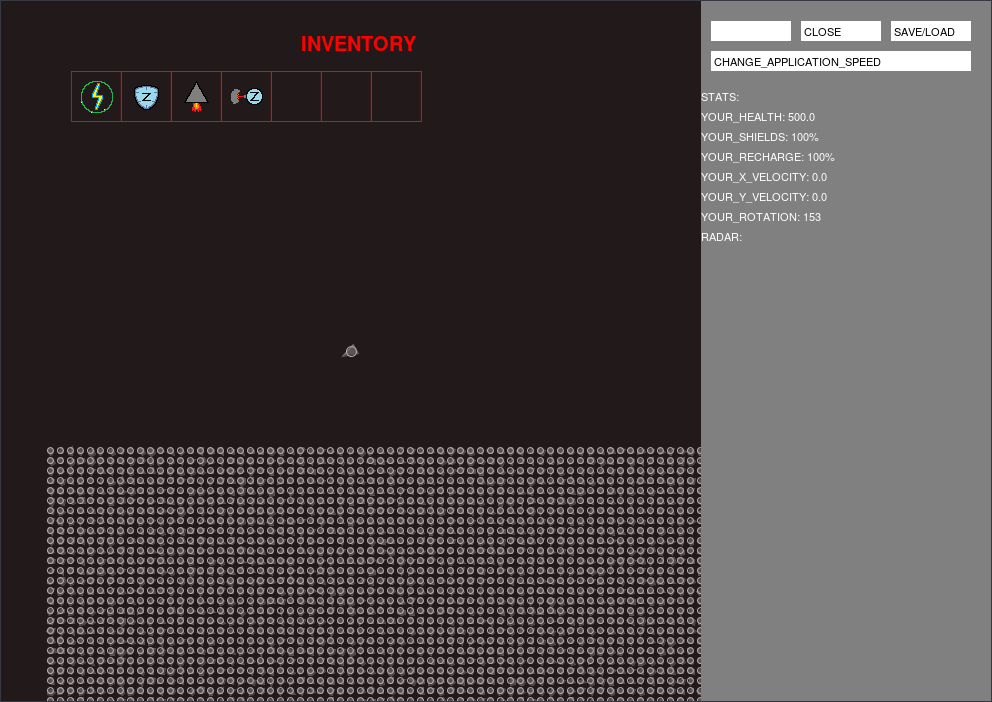 INVENTORY
Z
Z
CLOSE
SAVE/LOAD
CHANGE_APPLICATION_SPEED
STATS:
YOUR_HEALTH: 500.0
YOUR_SHIELDS: 100%
YOUR_RECHARGE: 100%
YOUR_X_VELOCITY: 0.0
YOUR_Y_VELOCITY: 0.0
YOUR_ROTATION: 153
RADAR: